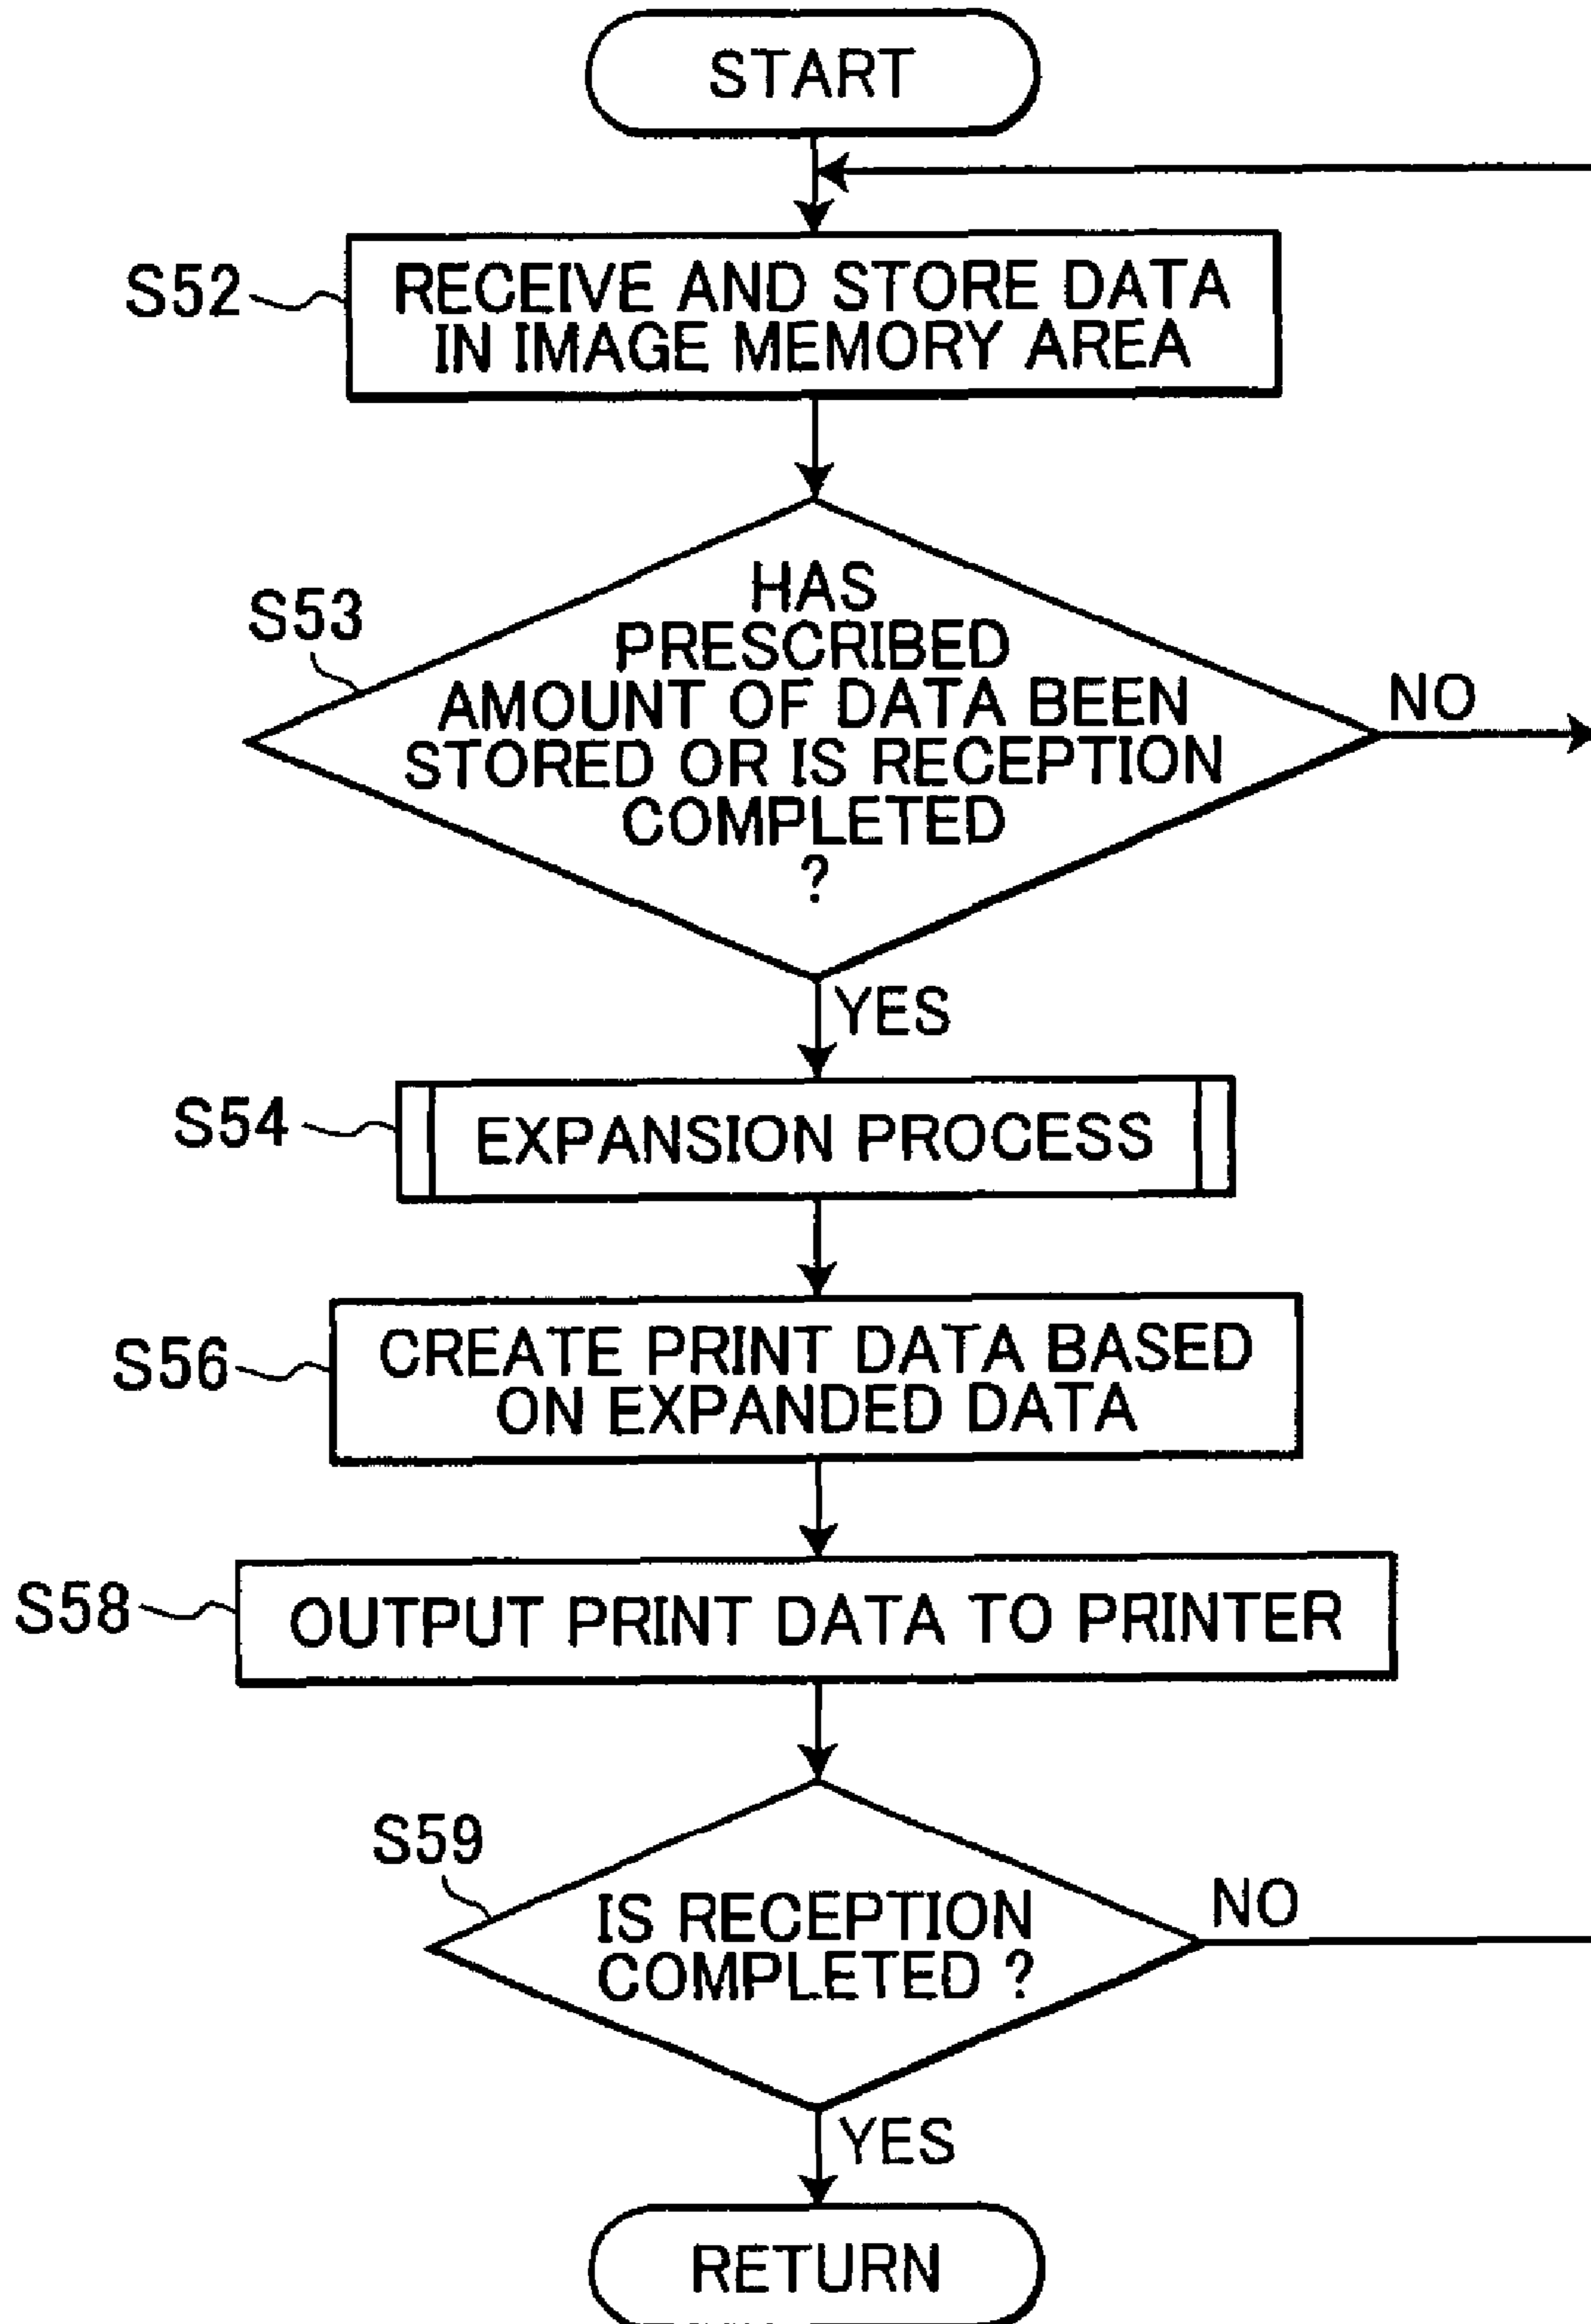 START
S52
RECEIVE AND STORE DATA
IN IMAGE MEMORY AREA
S53
HAS
PRESCRIBED
AMOUNT OF DATA BEEN
STORED OR IS RECEPTION
COMPLETED
?
NO
YES
S54
EXPANSION PROCESS
S56
CREATE PRINT DATA BASED
ON EXPANDED DATA
S58
OUTPUT PRINT DATA TO PRINTER
S59
IS RECEPTION
COMPLETED ?
NO
YES
RETURN